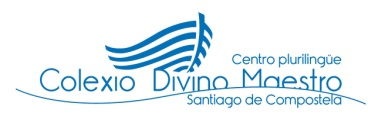 Centro plurilingüe
Colexio Divino Maestro
Santiago de Compostela